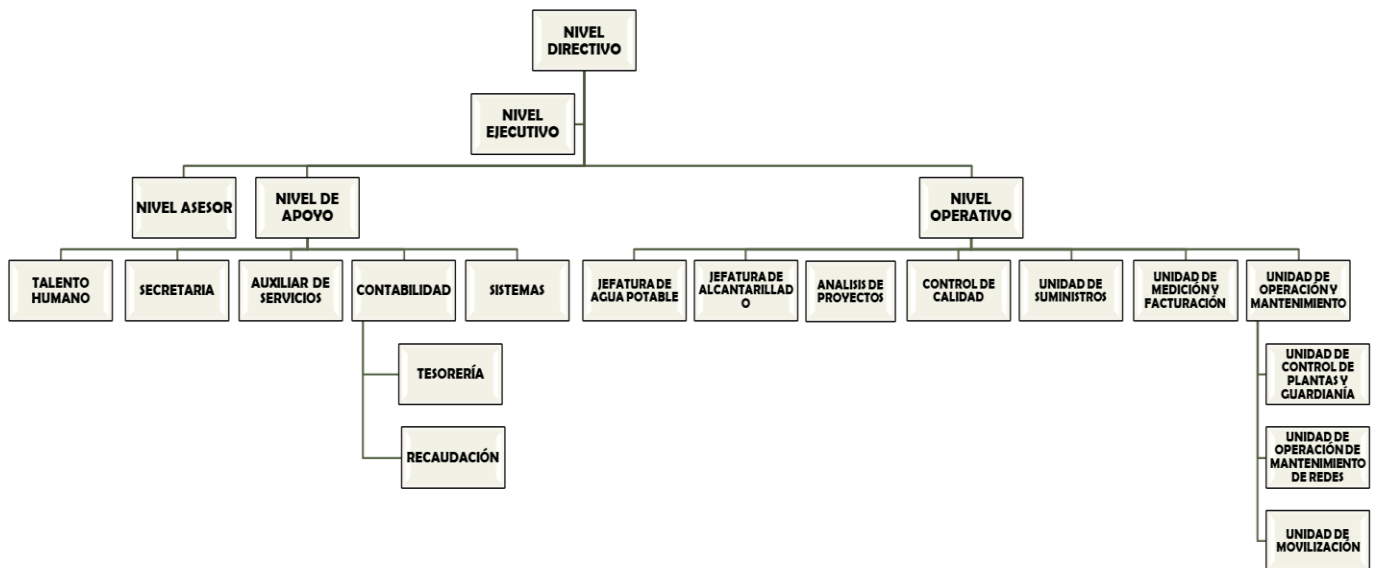 NIVEL
DIRECTIVO
NIVEL
EJECUTIVO
NIVEL ASESOR
NIVEL DE
APOYO
NIVEL
OPERATIVO
TALENTO
HUMANO
SECRETARIA
AUXILIAR DE
SERVICIOS
CONTABILIDAD
SISTEMAS
JEFATURA DE
AGUA POTABLE
JEFATURA DE
ALCANTARILLAD
O
ANALISIS DE
PROYECTOS
CONTROL DE
CALIDAD
UNIDAD DE
SUMINISTROS
UNIDAD DE
MEDICIÓN Y
FACTURACIÓN
UNIDAD DE
OPERACIÓN Y
MANTENIMIENTO
TESORERÍA
RECAUDACIÓN
UNIDAD DE
CONTROL DE
PLANTAS Y
GUARDIANÍA
UNIDAD DE
OPERACIÓN DE
MANTENIMIENTO
DE REDES
UNIDAD DE
MOVILIZACIÓN